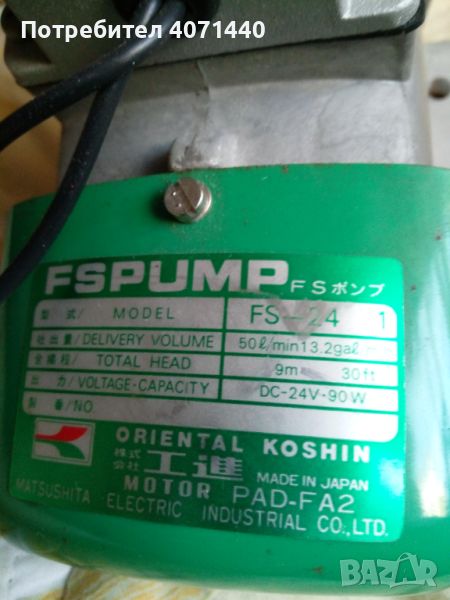 Потребител 4071440
FSPUMP FSポンプ
型 式/ MODEL FS-24 1
吐出量/ DELIVERY VOLUME 50ℓ/min 13.2gal
全揚程/ TOTAL HEAD 9m 30ft
出 力/ VOLTAGE·CAPACITY DC-24V·90W
製 番/NO.
ORIENTAL KOSHIN
株式会社 工進 MADE IN JAPAN
MOTOR PAD-FA2
MATSUSHITA ELECTRIC INDUSTRIAL CO.,LTD.
BAZAR